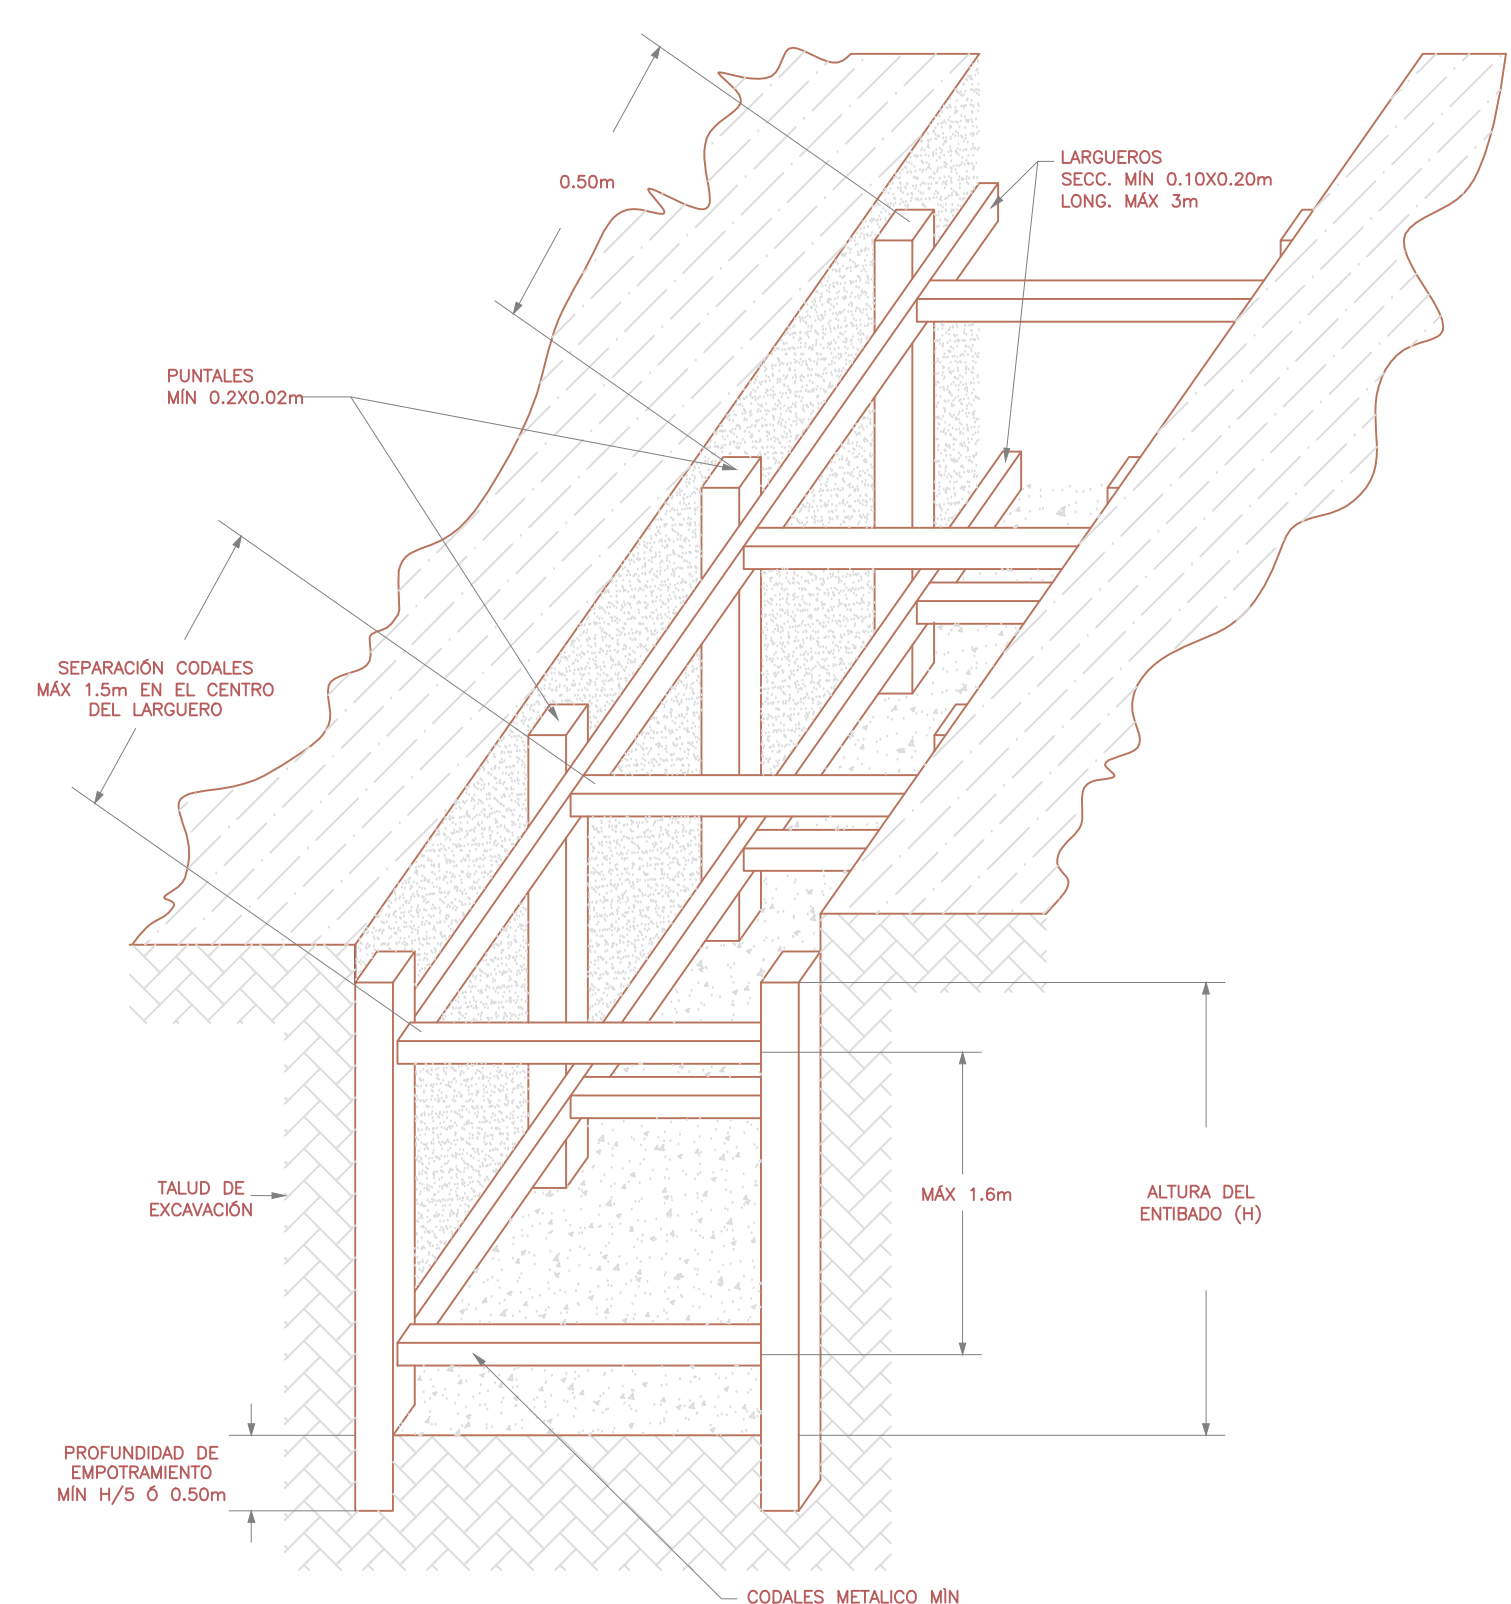 0.50m
LARGUEROS
SECC. MÍN 0.10X0.20m
LONG. MÁX 3m
PUNTALES
MÍN 0.2X0.02m
SEPARACIÓN CODALES
MÁX 1.5m EN EL CENTRO
DEL LARGUERO
TALUD DE
EXCAVACIÓN
MÁX 1.6m
ALTURA DEL
ENTIBADO (H)
PROFUNDIDAD DE
EMPOTRAMIENTO
MÍN H/5 Ó 0.50m
CODALES METALICO MÌN